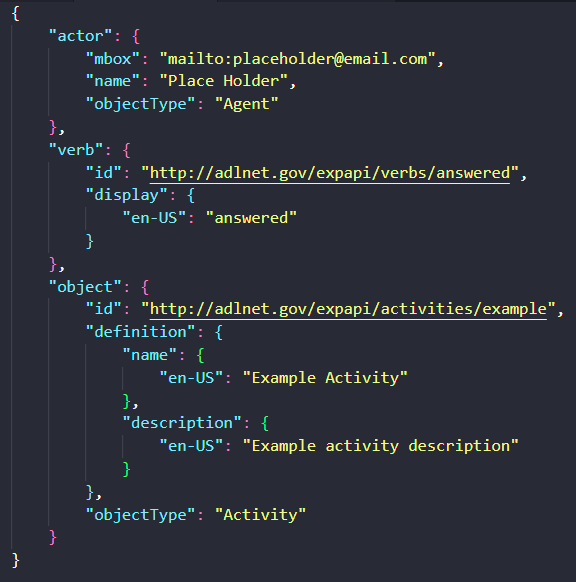 {
    "actor": {
        "mbox": "mailto:placeholder@email.com",
        "name": "Place Holder",
        "objectType": "Agent"
    },
    "verb": {
        "id": "http://adlnet.gov/expapi/verbs/answered",
        "display": {
            "en-US": "answered"
        }
    },
    "object": {
        "id": "http://adlnet.gov/expapi/activities/example",
        "definition": {
            "name": {
                "en-US": "Example Activity"
            },
            "description": {
                "en-US": "Example activity description"
            }
        },
        "objectType": "Activity"
    }
}